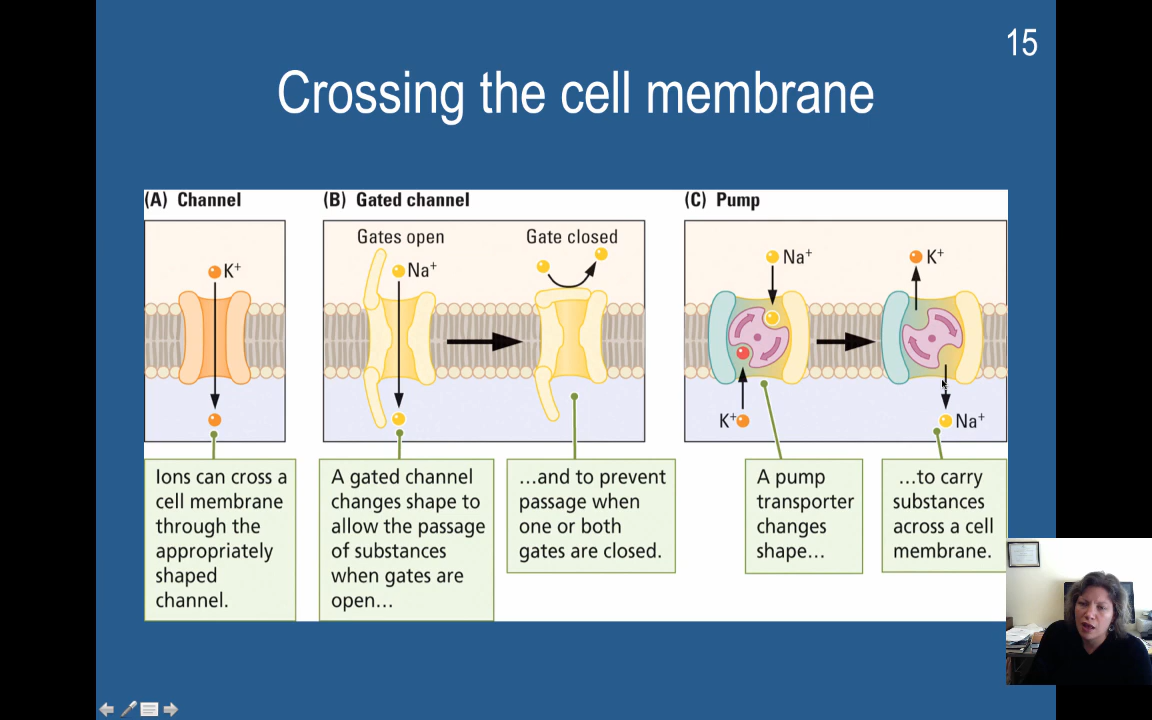 15
Crossing the cell membrane
(A) Channel
(B) Gated channel
(C) Pump
K⁺
Gates open
Na⁺
Gate closed
Na⁺
K⁺
K⁺
Na⁺
Ions can cross a
cell membrane
through the
appropriately
shaped
channel.
A gated channel
changes shape to
allow the passage
of substances
when gates are
open…
…and to prevent
passage when
one or both
gates are closed.
A pump
transporter
changes
shape…
…to carry
substances
across a cell
membrane.